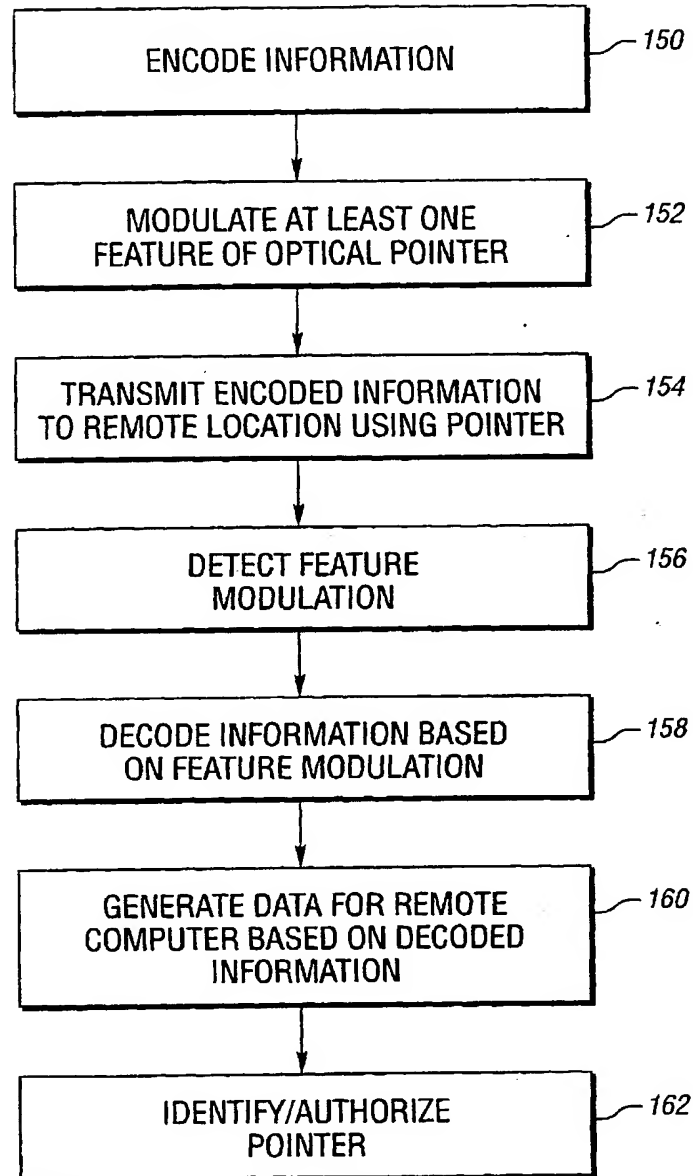 ENCODE INFORMATION
150
MODULATE AT LEAST ONE
FEATURE OF OPTICAL POINTER
152
TRANSMIT ENCODED INFORMATION
TO REMOTE LOCATION USING POINTER
154
DETECT FEATURE
MODULATION
156
DECODE INFORMATION BASED
ON FEATURE MODULATION
158
GENERATE DATA FOR REMOTE
COMPUTER BASED ON DECODED
INFORMATION
160
IDENTIFY/AUTHORIZE
POINTER
162